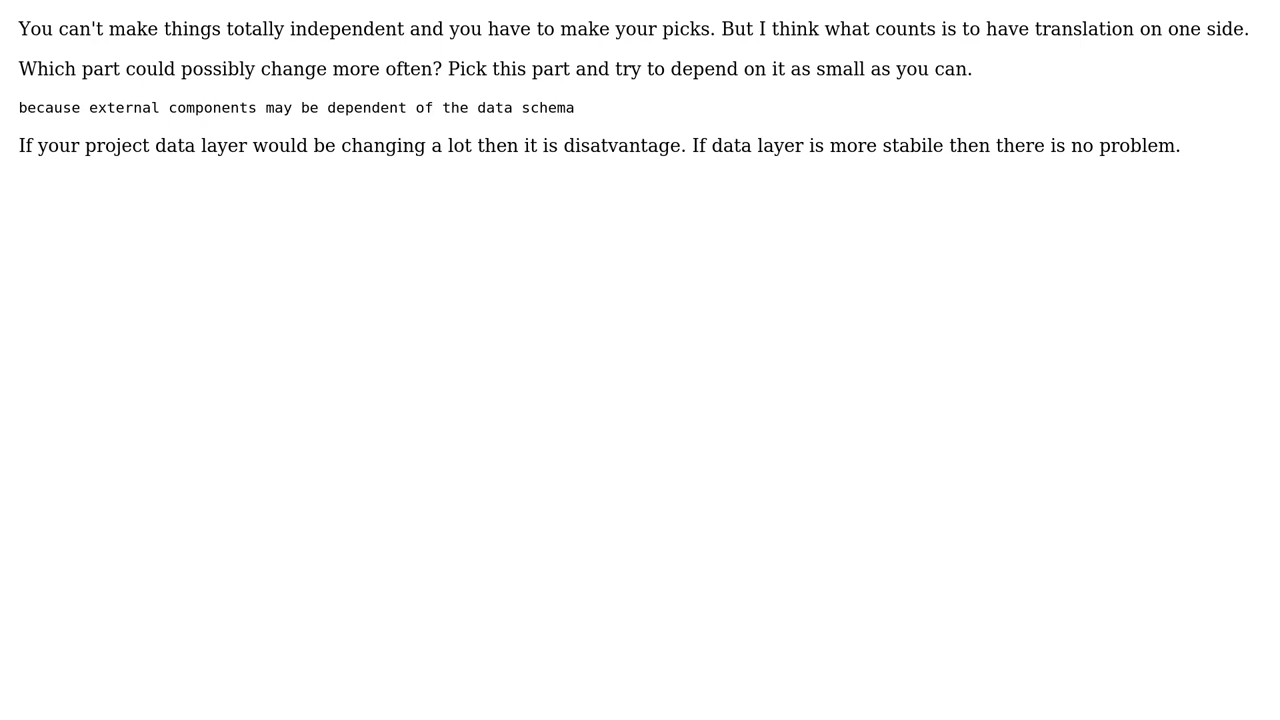 You can't make things totally independent and you have to make your picks. But I think what counts is to have translation on one side.
Which part could possibly change more often? Pick this part and try to depend on it as small as you can.
because external components may be dependent of the data schema
If your project data layer would be changing a lot then it is disatvantage. If data layer is more stabile then there is no problem.